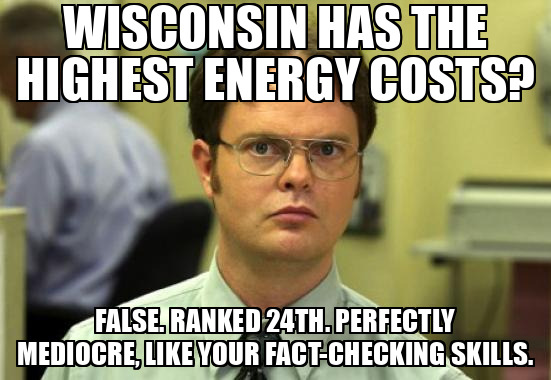 WISCONSIN HAS THE
HIGHEST ENERGY COSTS?
FALSE. RANKED 24TH. PERFECTLY
MEDIOCRE, LIKE YOUR FACT-CHECKING SKILLS.